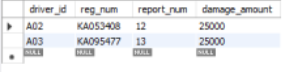 driver_id reg_num report_num damage_amount
A02 KA053408 12 25000
A03 KA095477 13 25000
NULL NULL NULL NULL